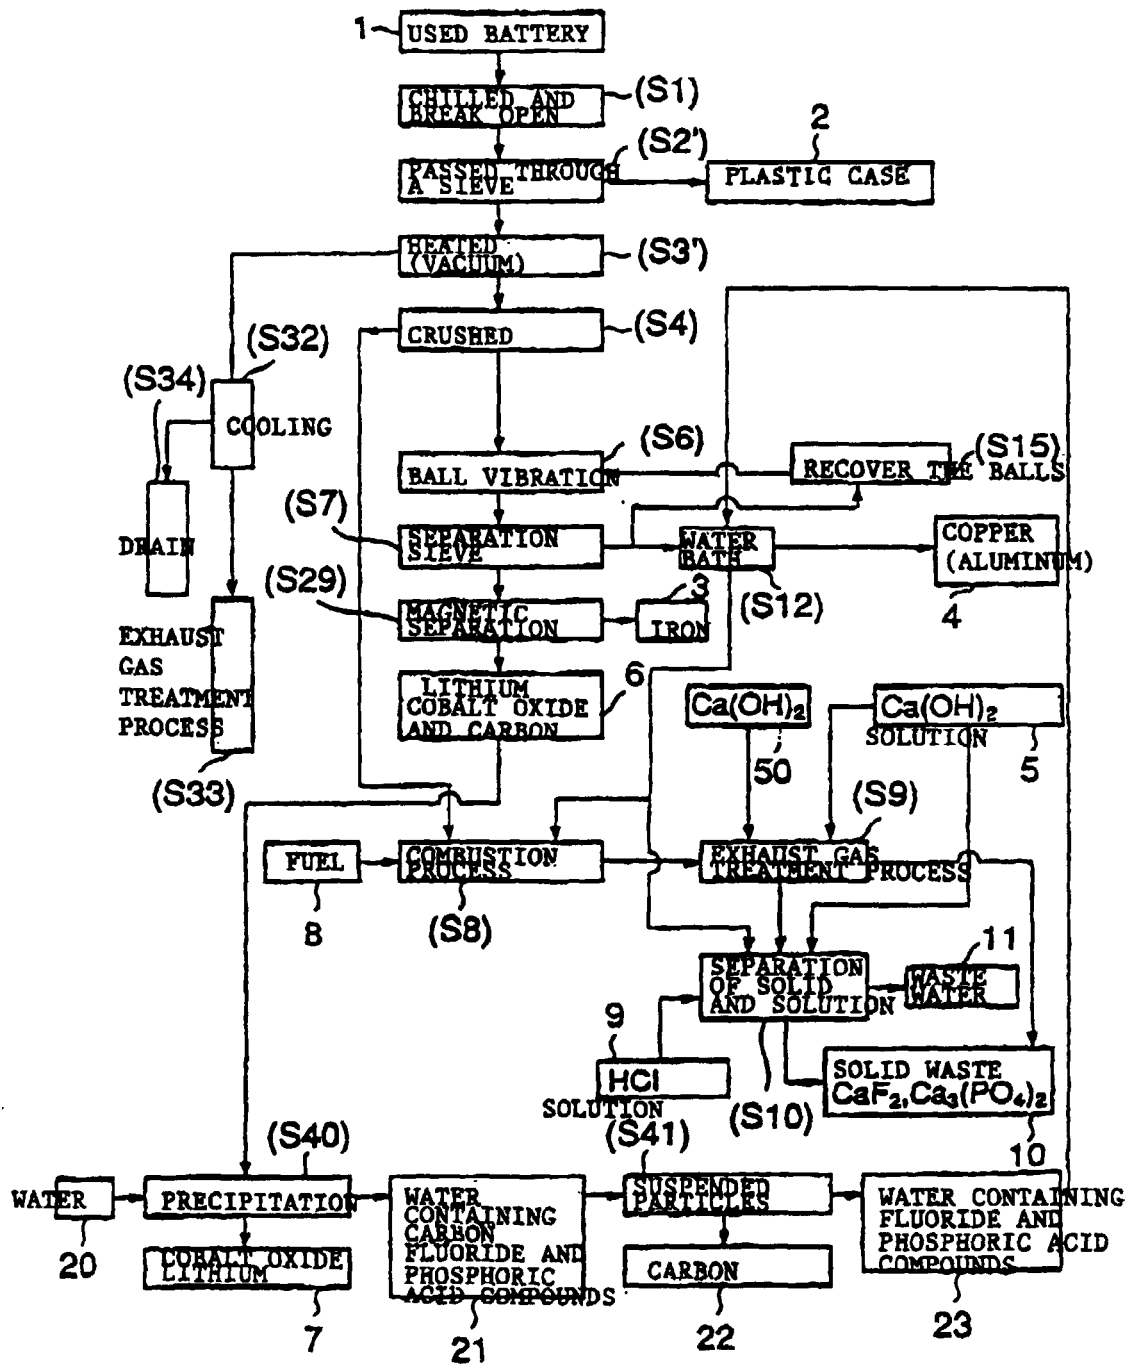 1
USED BATTERY
(S1)
CHILLED AND
BREAK OPEN
(S2')
2
PASSED THROUGH
A SIEVE
PLASTIC CASE
HEATED
(VACUUM)
(S3')
CRUSHED
(S4)
(S32)
(S34)
COOLING
(S6)
(S15)
BALL VIBRATION
RECOVER THE BALLS
(S7)
DRAIN
SEPARATION
SIEVE
WATER
BATH
COPPER
(ALUMINUM)
(S29)
3
(S12)
4
MAGNETIC
SEPARATION
IRON
EXHAUST
GAS
TREATMENT
PROCESS
(S33)
6
LITHIUM
COBALT OXIDE
AND CARBON
Ca(OH)2
50
Ca(OH)2
SOLUTION
5
(S9)
FUEL
8
COMBUSTION
PROCESS
(S8)
EXHAUST GAS
TREATMENT PROCESS
11
SEPARATION
OF SOLID
AND SOLUTION
WASTE
WATER
9
HCl
SOLUTION
(S10)
SOLID WASTE
CaF2,Ca3(PO4)2
10
(S40)
(S41)
WATER
20
PRECIPITATION
COBALT OXIDE
LITHIUM
7
WATER
CONTAINING
CARBON
FLUORIDE AND
PHOSPHORIC
ACID COMPOUNDS
21
SUSPENDED
PARTICLES
CARBON
22
WATER CONTAINING
FLUORIDE AND
PHOSPHORIC ACID
COMPOUNDS
23